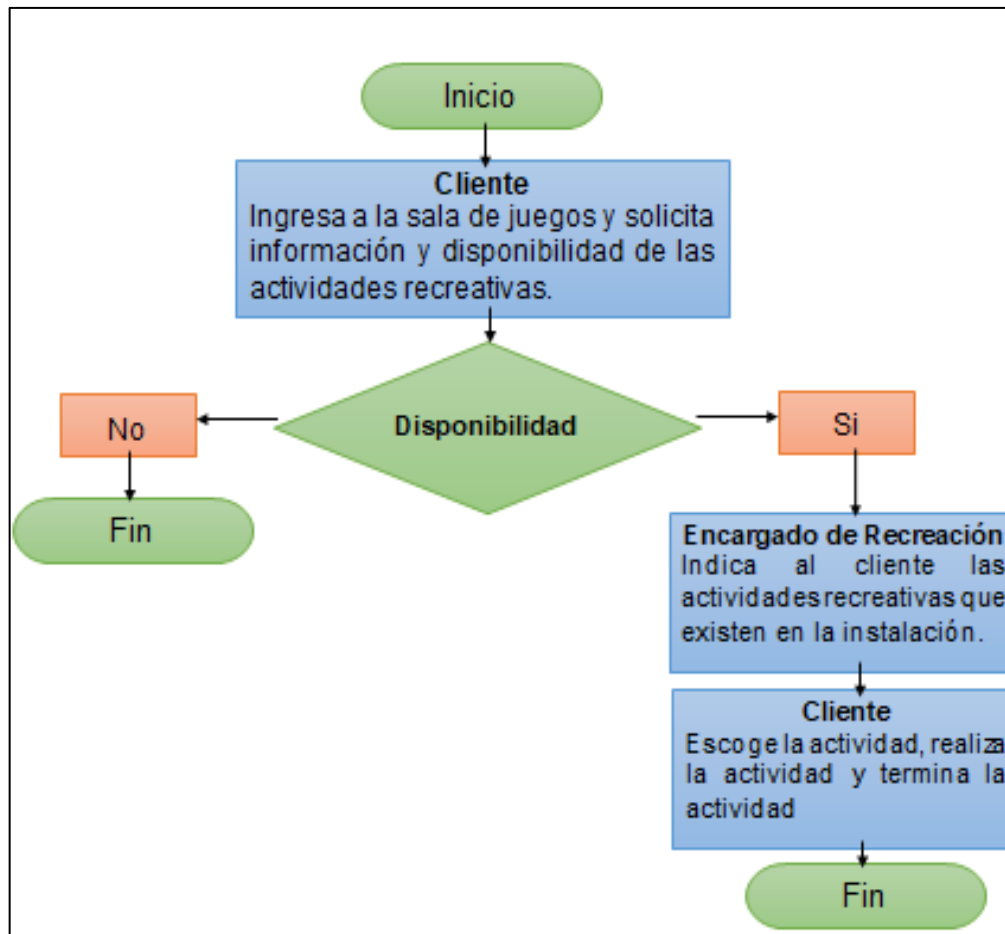 Inicio
Cliente
Ingresa a la sala de juegos y solicita
información y disponibilidad de las
actividades recreativas.
Disponibilidad
No
Si
Fin
Encargado de Recreación
Indica al cliente las
actividades recreativas que
existen en la instalación.
Cliente
Escoge la actividad, realiza
la actividad y termina la
actividad
Fin